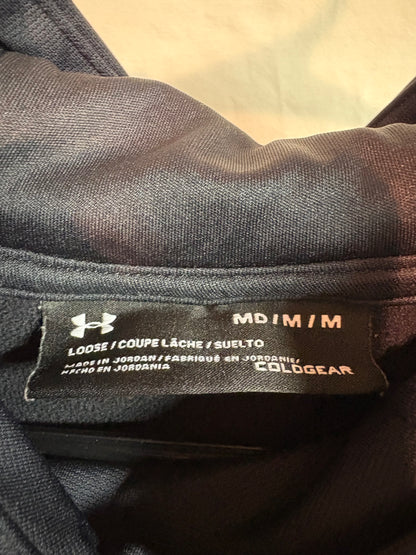 MD/M/M
LOOSE / COUPE LÂCHE / SUELTO
MADE IN JORDAN / FABRIQUÉ EN JORDANIE/
HECHO EN JORDANIA
COLDGEAR